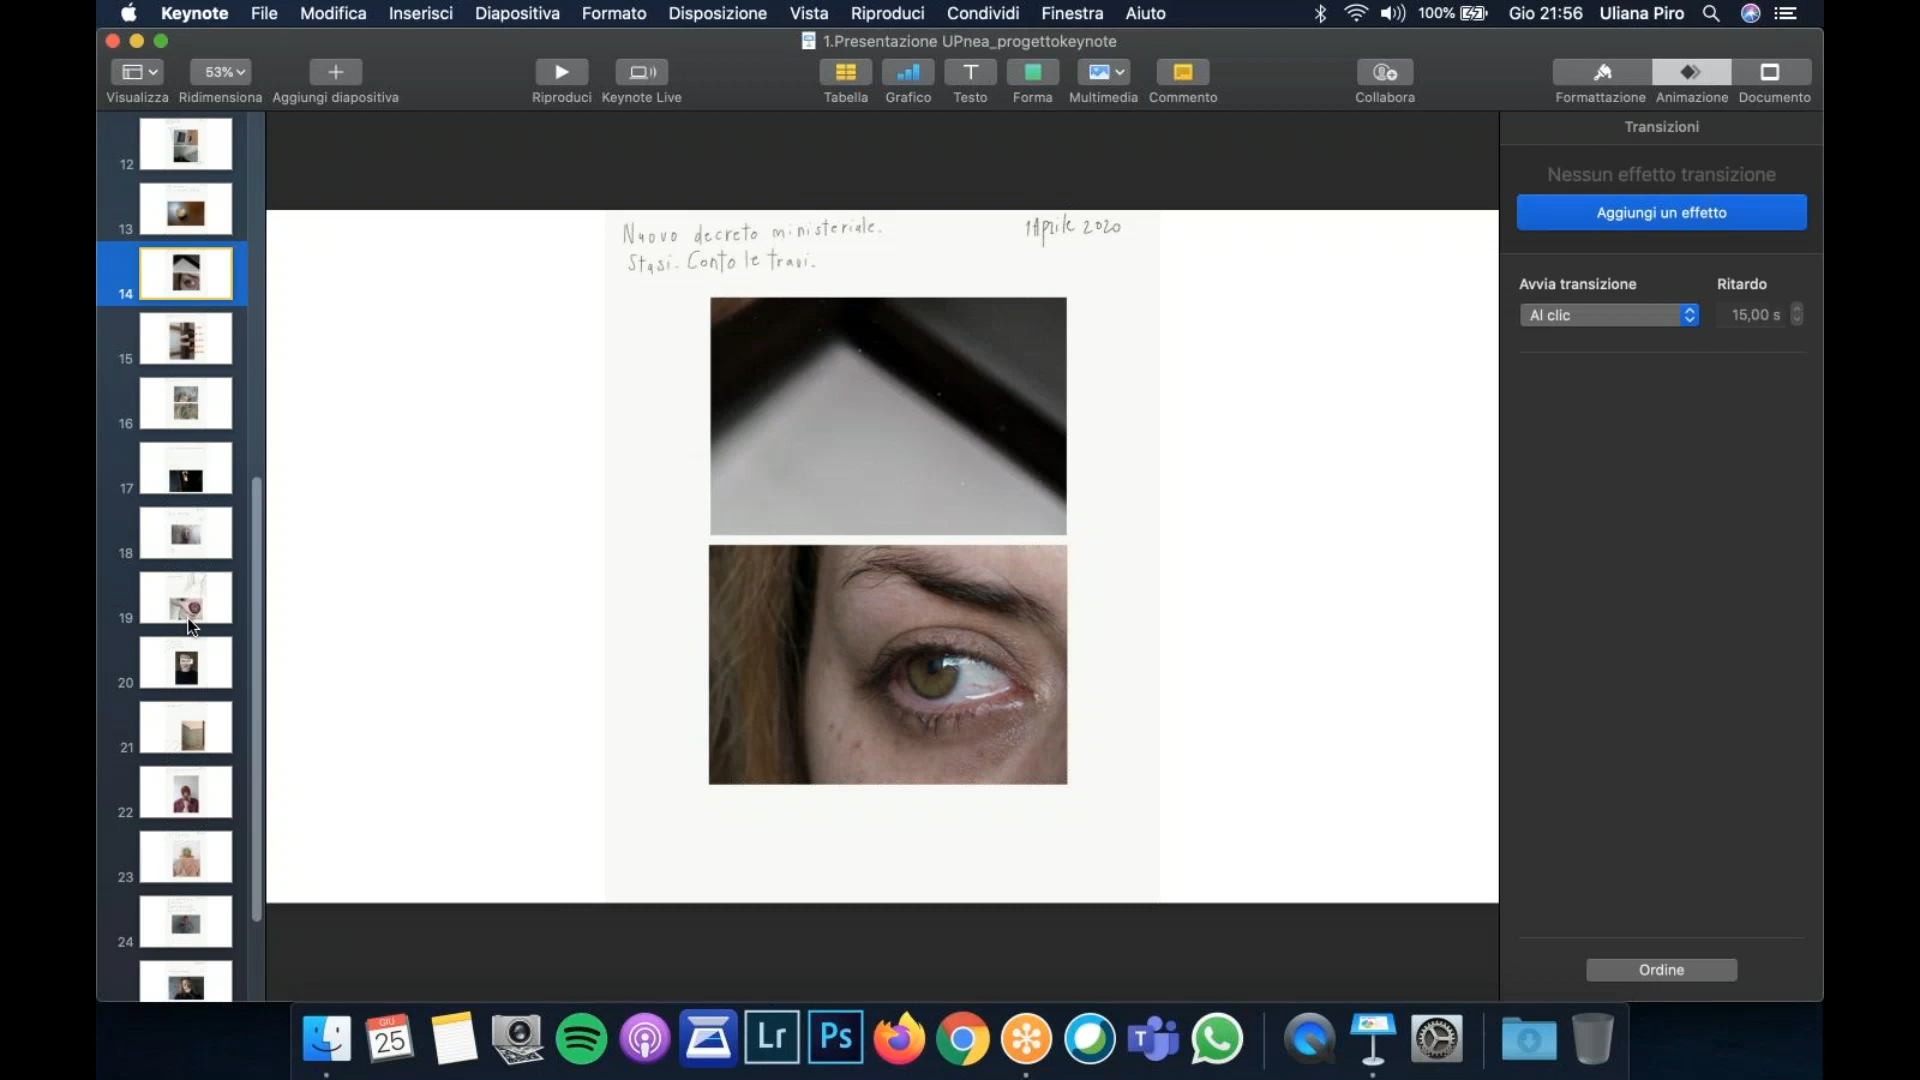 Keynote File Modifica Inserisci Diapositiva Formato Disposizione Vista Riproduci Condividi Finestra Aiuto 100% Gio 21:56 Uliana Piro
1.Presentazione UPnea_progettokeynote
53%
Visualizza Ridimensiona Aggiungi diapositiva Riproduci Keynote Live Tabella Grafico Testo Forma Multimedia Commento Collabora Formattazione Animazione Documento
Transizioni
Nessun effetto transizione
Aggiungi un effetto
Avvia transizione Ritardo
Al clic 15,00 s
Ordine
12
13
14
15
16
17
18
19
20
21
22
23
24
Nuovo decreto ministeriale. 1 Aprile 2020
Stasi. Conto le travi.
GIU
25
Lr Ps
T